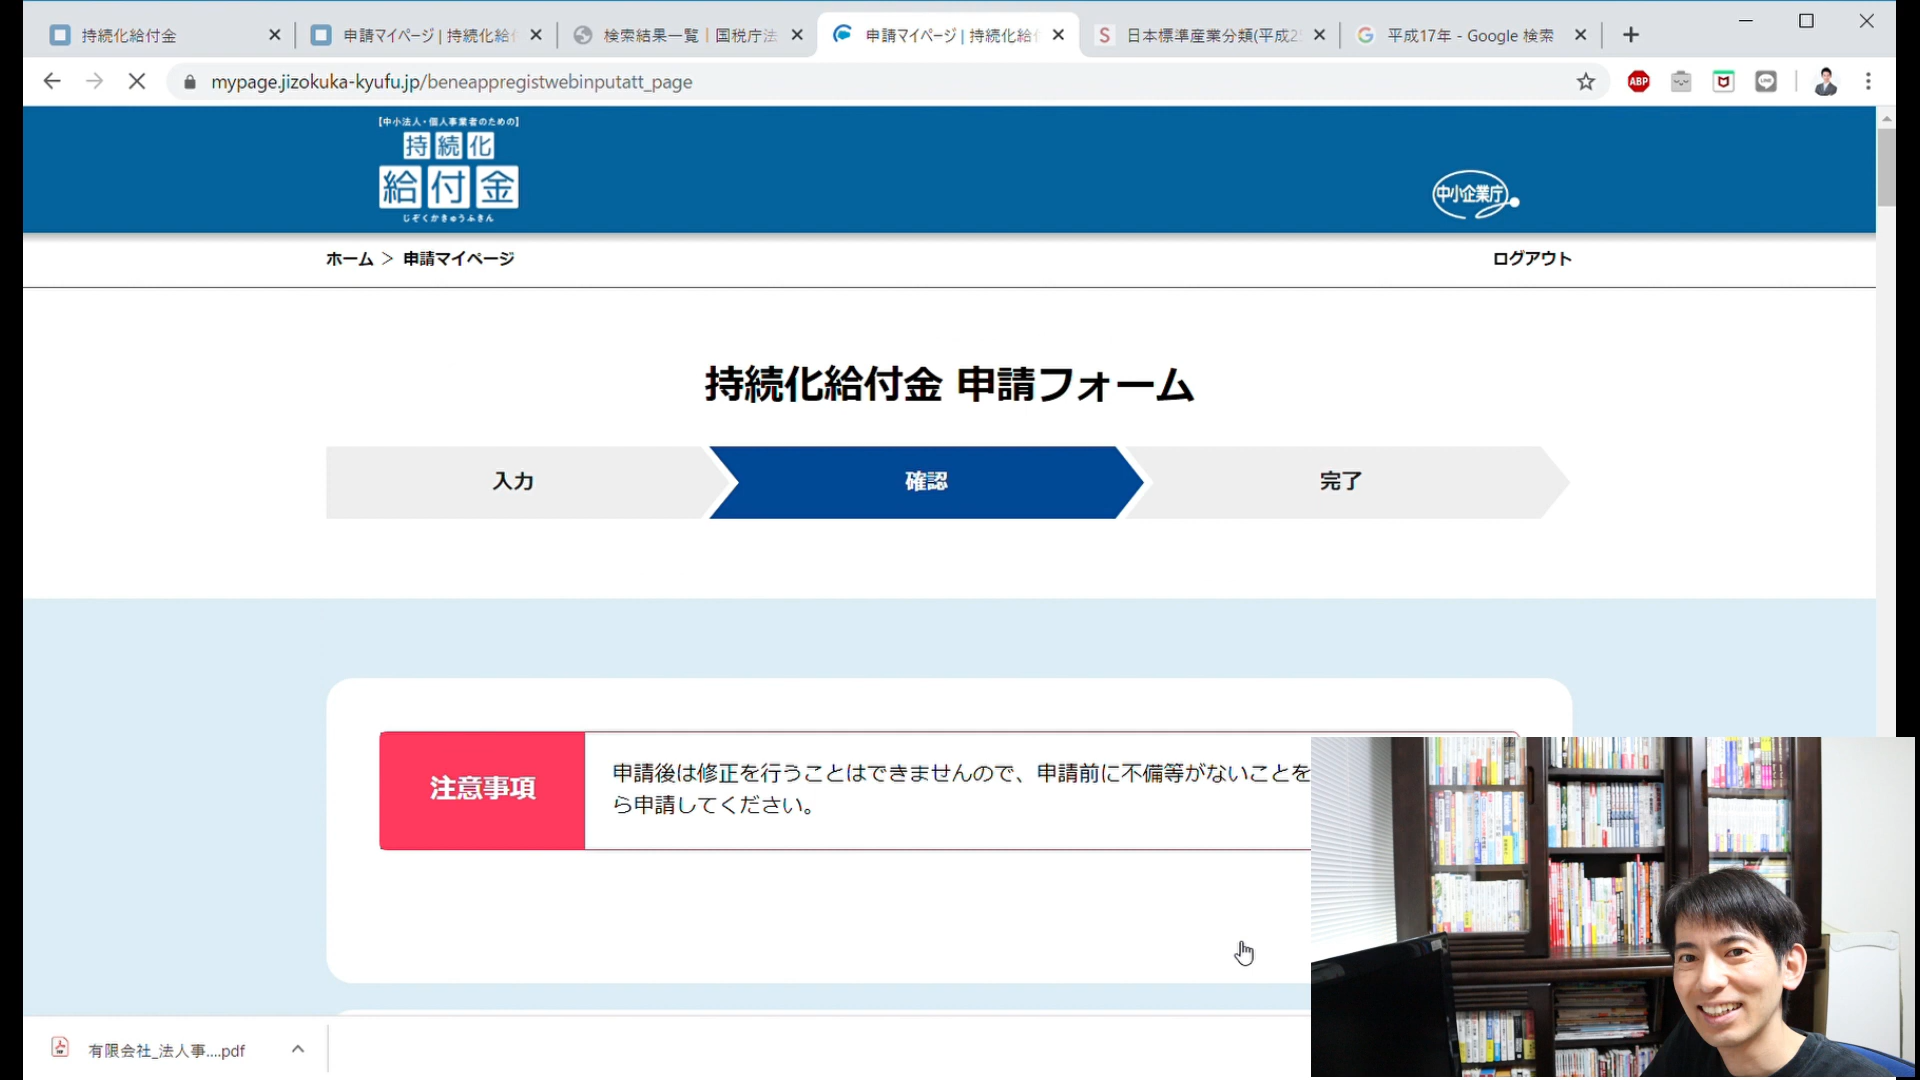 持続化給付金
申請マイページ | 持続化給
検索結果一覧｜国税庁法
申請マイページ | 持続化給
日本標準産業分類(平成2
平成17年 - Google 検索
mypage.jizokuka-kyufu.jp/beneappregistwebinputatt_page
ABP
【中小法人・個人事業者のための】
持続化
給付金
じぞくかきゅうふきん
中小企業庁
ホーム ＞ 申請マイページ
ログアウト
持続化給付金 申請フォーム
入力
確認
完了
注意事項
申請後は修正を行うことはできませんので、申請前に不備等がないことを
ら申請してください。
有限会社_法人事....pdf